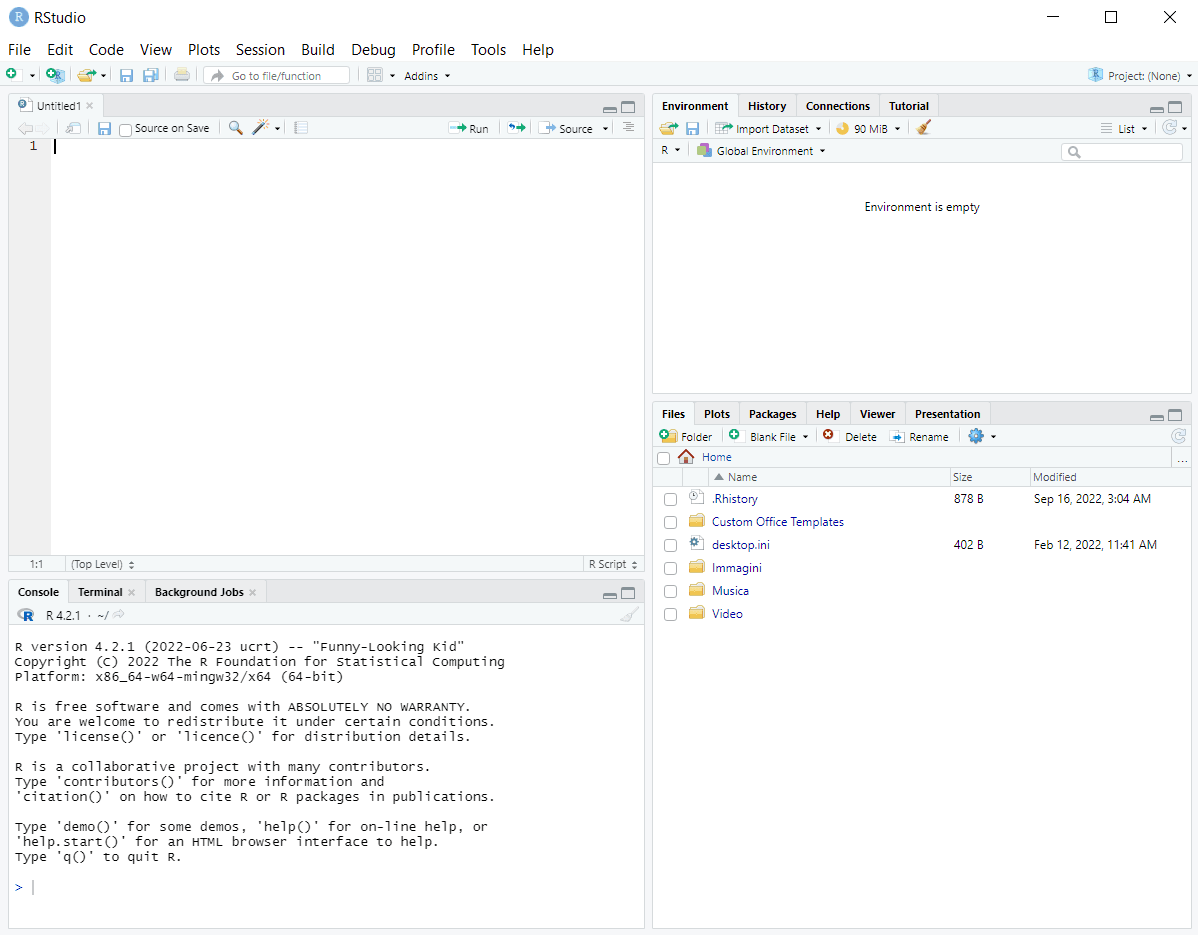 RStudio
File Edit Code View Plots Session Build Debug Profile Tools Help
Go to file/function Addins Project: (None)
Untitled1
Source on Save Run Source
1
1:1 (Top Level) R Script
Console Terminal Background Jobs
R 4.2.1 · ~/
R version 4.2.1 (2022-06-23 ucrt) -- "Funny-Looking Kid"
Copyright (C) 2022 The R Foundation for Statistical Computing
Platform: x86_64-w64-mingw32/x64 (64-bit)
R is free software and comes with ABSOLUTELY NO WARRANTY.
You are welcome to redistribute it under certain conditions.
Type 'license()' or 'licence()' for distribution details.
R is a collaborative project with many contributors.
Type 'contributors()' for more information and
'citation()' on how to cite R or R packages in publications.
Type 'demo()' for some demos, 'help()' for on-line help, or
'help.start()' for an HTML browser interface to help.
Type 'q()' to quit R.
>
Environment History Connections Tutorial
Import Dataset 90 MiB List
R Global Environment
Environment is empty
Files Plots Packages Help Viewer Presentation
Folder Blank File Delete Rename
Home ...
Name Size Modified
.Rhistory 878 B Sep 16, 2022, 3:04 AM
Custom Office Templates
desktop.ini 402 B Feb 12, 2022, 11:41 AM
Immagini
Musica
Video